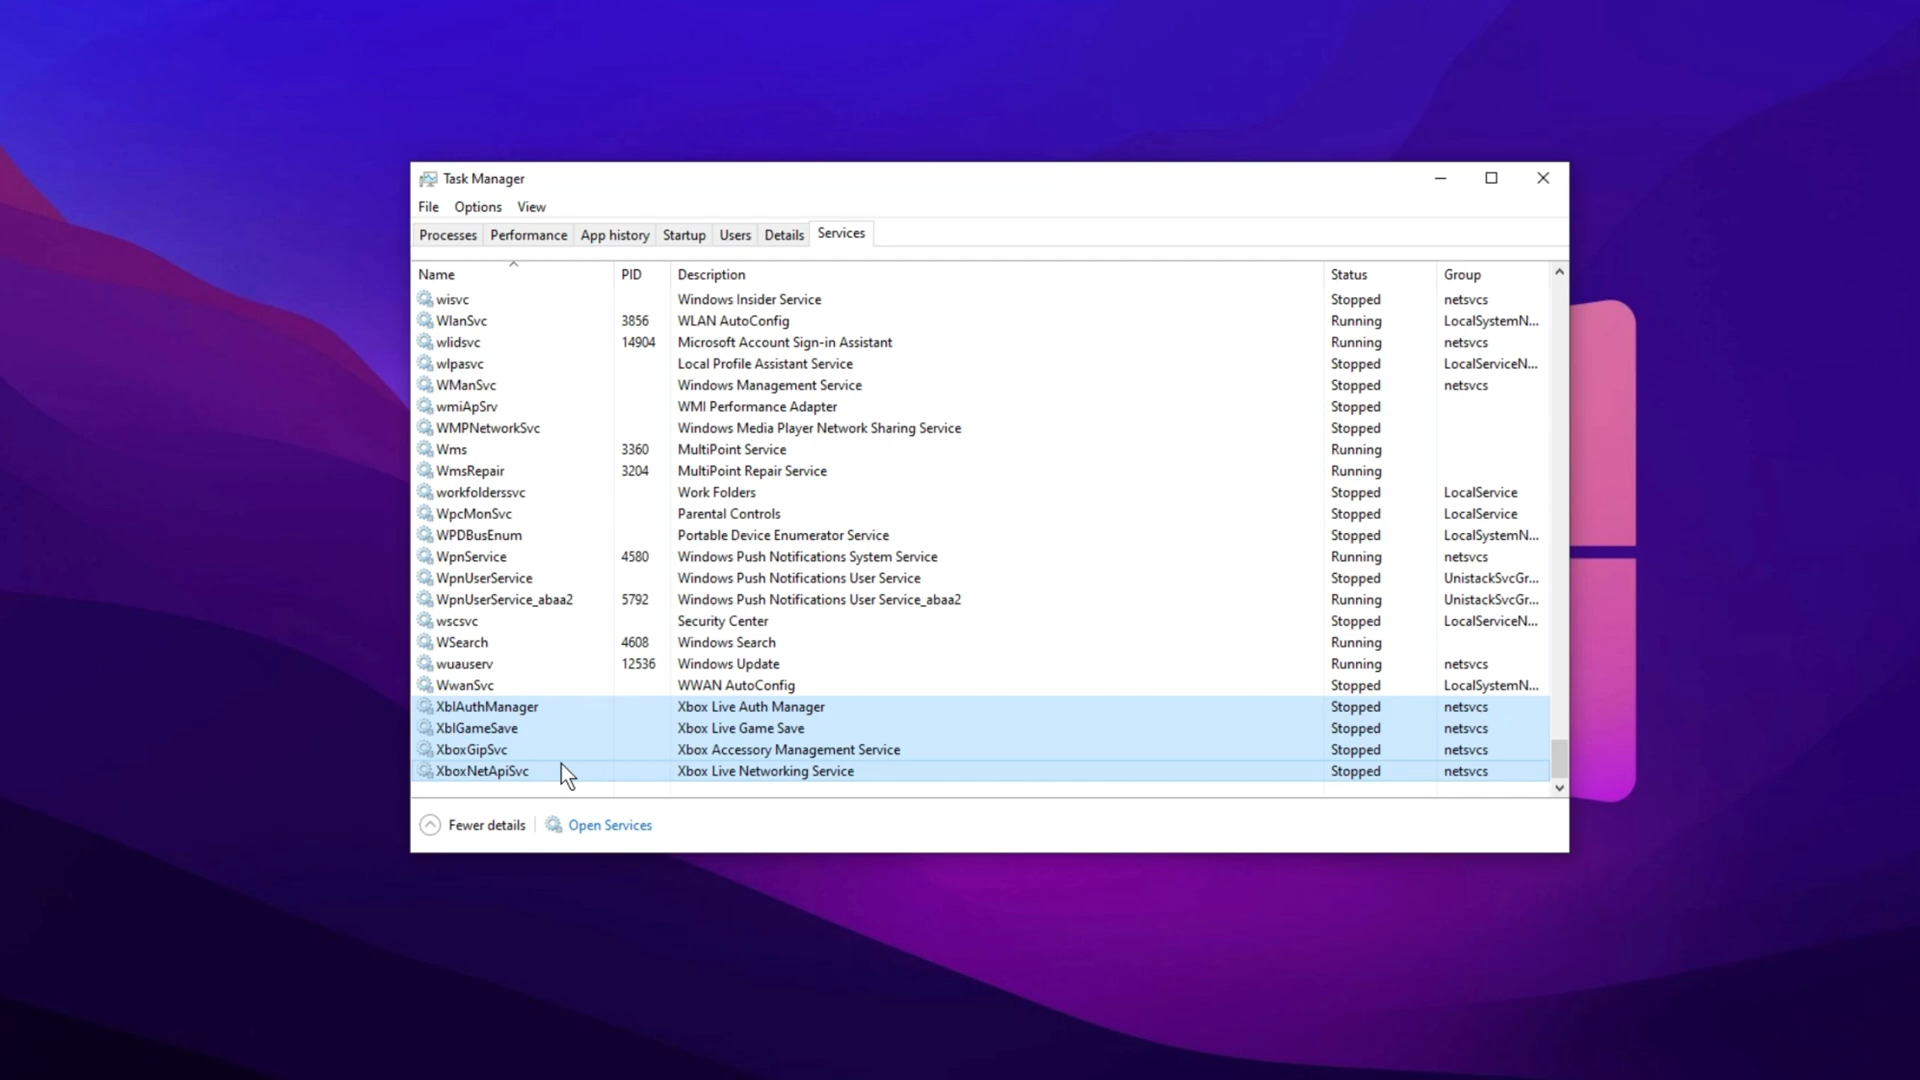 Task Manager
File Options View
Processes Performance App history Startup Users Details Services
Name PID Description Status Group
wisvc Windows Insider Service Stopped netsvcs
WlanSvc 3856 WLAN AutoConfig Running LocalSystemN...
wlidsvc 14904 Microsoft Account Sign-in Assistant Running netsvcs
wlpasvc Local Profile Assistant Service Stopped LocalServiceN...
WManSvc Windows Management Service Stopped netsvcs
wmiApSrv WMI Performance Adapter Stopped
WMPNetworkSvc Windows Media Player Network Sharing Service Stopped
Wms 3360 MultiPoint Service Running
WmsRepair 3204 MultiPoint Repair Service Running
workfolderssvc Work Folders Stopped LocalService
WpcMonSvc Parental Controls Stopped LocalService
WPDBusEnum Portable Device Enumerator Service Stopped LocalSystemN...
WpnService 4580 Windows Push Notifications System Service Running netsvcs
WpnUserService Windows Push Notifications User Service Stopped UnistackSvcGr...
WpnUserService_abaa2 5792 Windows Push Notifications User Service_abaa2 Running UnistackSvcGr...
wscsvc Security Center Stopped LocalServiceN...
WSearch 4608 Windows Search Running
wuauserv 12536 Windows Update Running netsvcs
WwanSvc WWAN AutoConfig Stopped LocalSystemN...
XblAuthManager Xbox Live Auth Manager Stopped netsvcs
XblGameSave Xbox Live Game Save Stopped netsvcs
XboxGipSvc Xbox Accessory Management Service Stopped netsvcs
XboxNetApiSvc Xbox Live Networking Service Stopped netsvcs
Fewer details Open Services